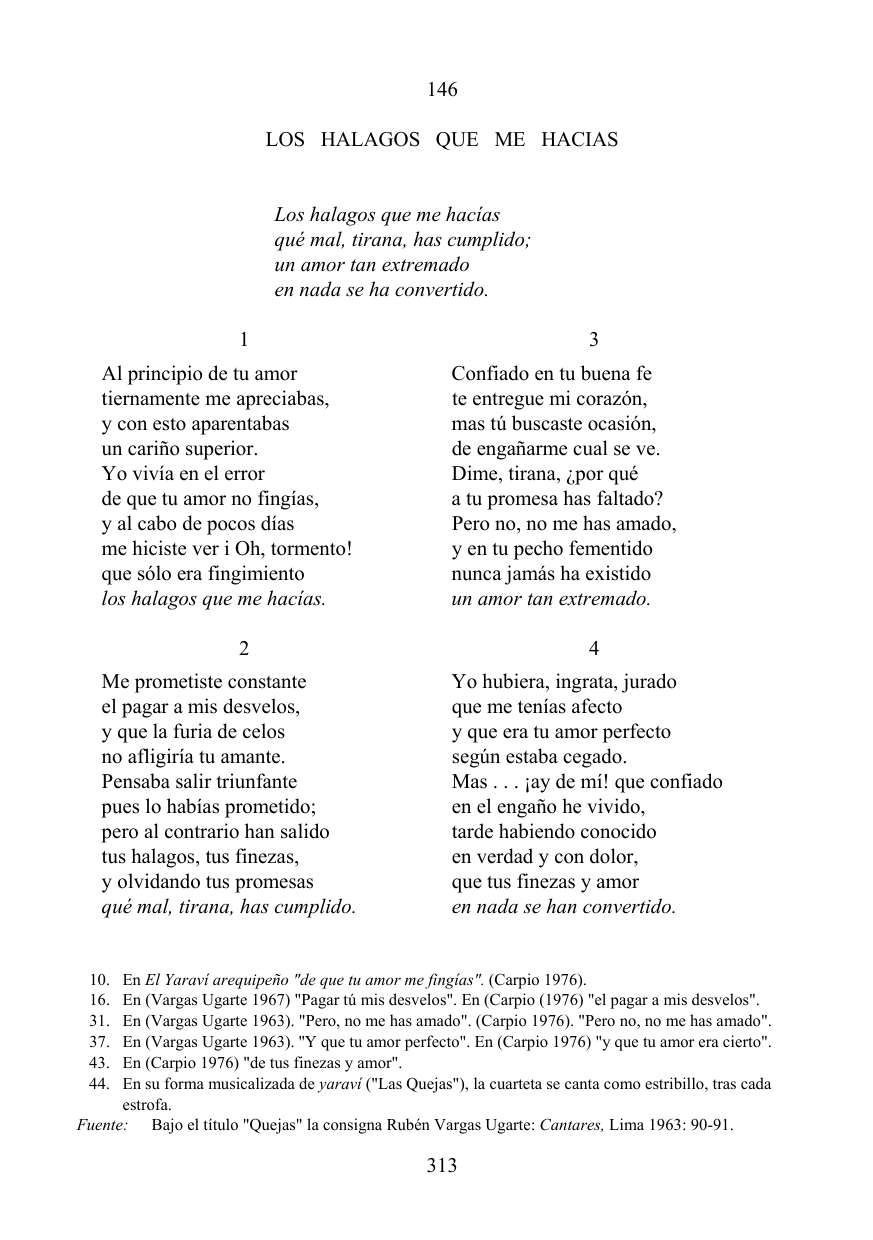 146
LOS HALAGOS QUE ME HACIAS
Los halagos que me hacías
qué mal, tirana, has cumplido;
un amor tan extremado
en nada se ha convertido.
1
Al principio de tu amor
tiernamente me apreciabas,
y con esto aparentabas
un cariño superior.
Yo vivía en el error
de que tu amor no fingías,
y al cabo de pocos días
me hiciste ver i Oh, tormento!
que sólo era fingimiento
los halagos que me hacías.
2
Me prometiste constante
el pagar a mis desvelos,
y que la furia de celos
no afligiría tu amante.
Pensaba salir triunfante
pues lo habías prometido;
pero al contrario han salido
tus halagos, tus finezas,
y olvidando tus promesas
qué mal, tirana, has cumplido.
3
Confiado en tu buena fe
te entregue mi corazón,
mas tú buscaste ocasión,
de engañarme cual se ve.
Dime, tirana, ¿por qué
a tu promesa has faltado?
Pero no, no me has amado,
y en tu pecho fementido
nunca jamás ha existido
un amor tan extremado.
4
Yo hubiera, ingrata, jurado
que me tenías afecto
y que era tu amor perfecto
según estaba cegado.
Mas . . . ¡ay de mí! que confiado
en el engaño he vivido,
tarde habiendo conocido
en verdad y con dolor,
que tus finezas y amor
en nada se han convertido.
10. En El Yaraví arequipeño "de que tu amor me fingías". (Carpio 1976).
16. En (Vargas Ugarte 1967) "Pagar tú mis desvelos". En (Carpio (1976) "el pagar a mis desvelos".
31. En (Vargas Ugarte 1963). "Pero, no me has amado". (Carpio 1976). "Pero no, no me has amado".
37. En (Vargas Ugarte 1963). "Y que tu amor perfecto". En (Carpio 1976) "y que tu amor era cierto".
43. En (Carpio 1976) "de tus finezas y amor".
44. En su forma musicalizada de yaraví ("Las Quejas"), la cuarteta se canta como estribillo, tras cada
estrofa.
Fuente: Bajo el título "Quejas" la consigna Rubén Vargas Ugarte: Cantares, Lima 1963: 90-91.
313